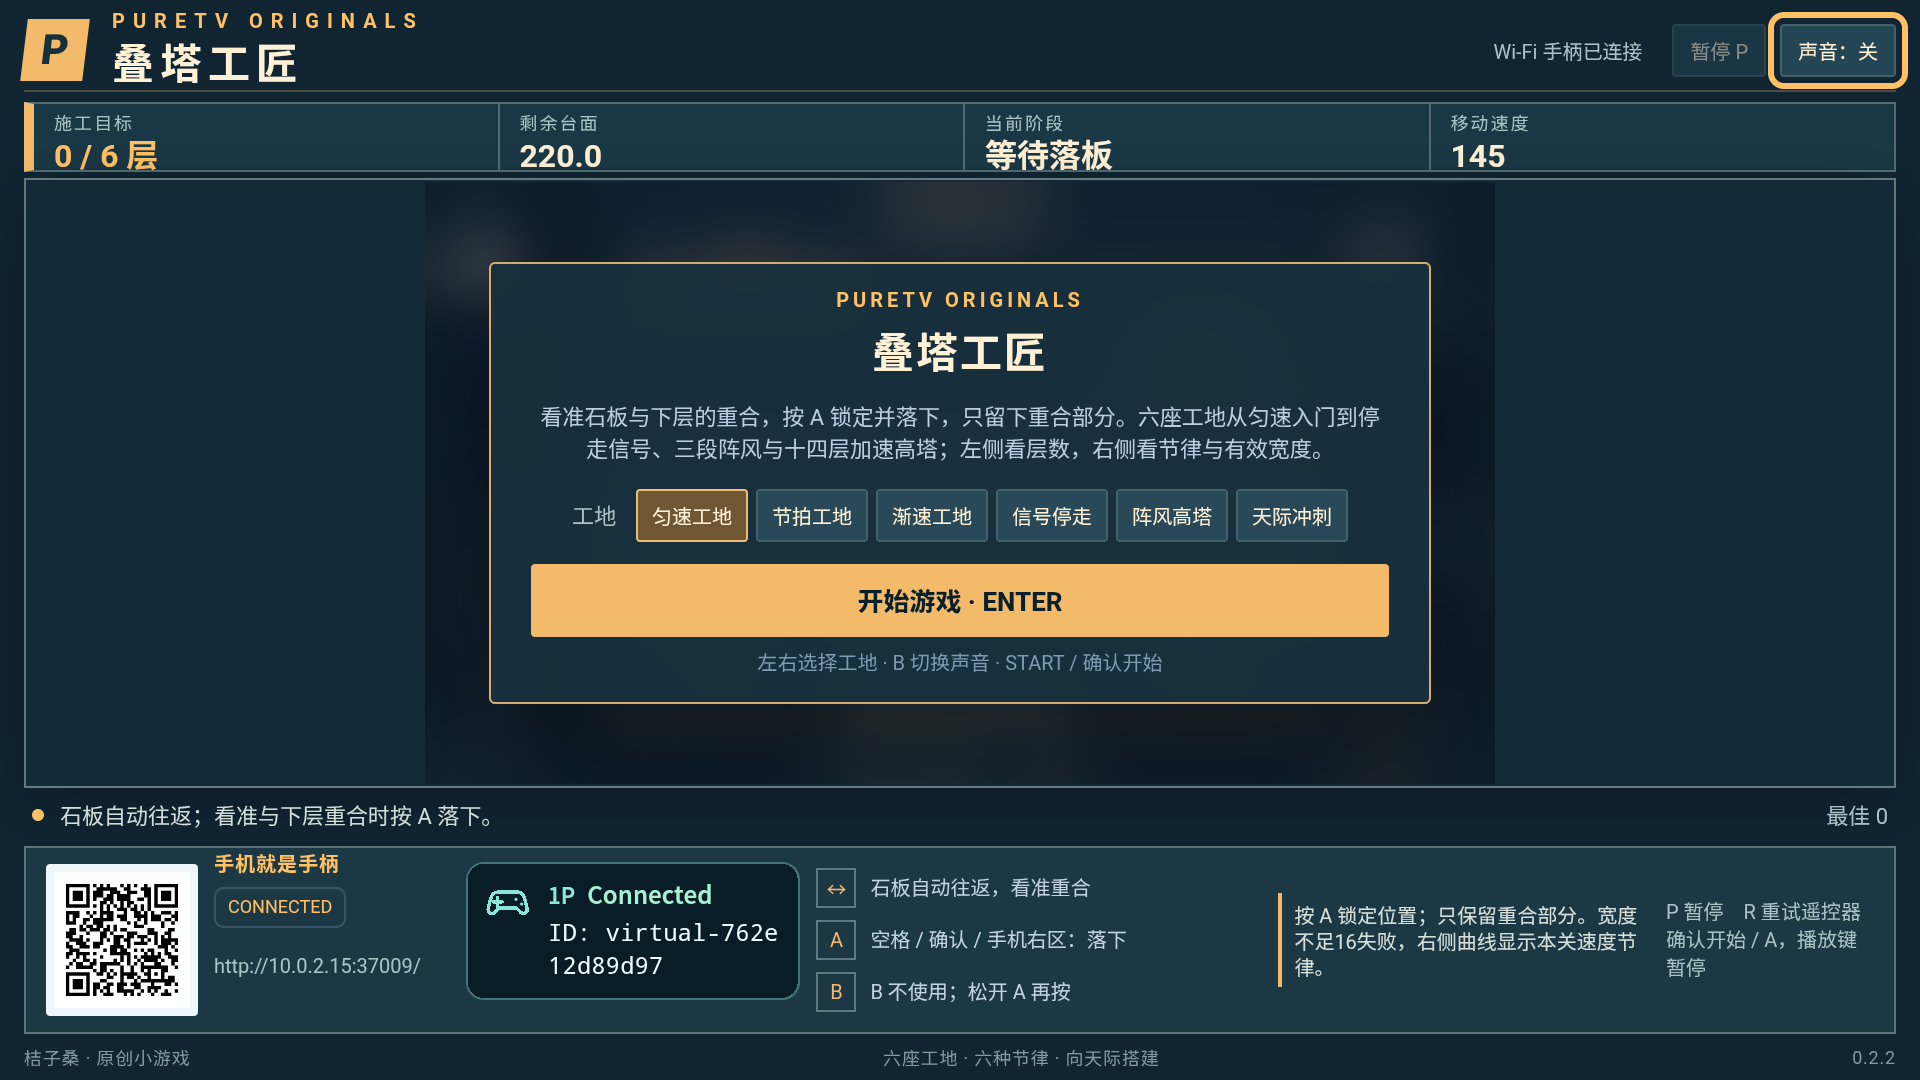 P
PURETV ORIGINALS
叠塔工匠
Wi-Fi 手柄已连接
暂停 P
声音：关
施工目标
0 / 6 层
剩余台面
220.0
当前阶段
等待落板
移动速度
145
PURETV ORIGINALS
叠塔工匠
看准石板与下层的重合，按 A 锁定并落下，只留下重合部分。六座工地从匀速入门到停
走信号、三段阵风与十四层加速高塔；左侧看层数，右侧看节律与有效宽度。
工地
匀速工地
节拍工地
渐速工地
信号停走
阵风高塔
天际冲刺
开始游戏 · ENTER
左右选择工地 · B 切换声音 · START / 确认开始
石板自动往返；看准与下层重合时按 A 落下。
最佳 0
手机就是手柄
CONNECTED
http://10.0.2.15:37009/
1P Connected
ID: virtual-762e
12d89d97
↔ 石板自动往返，看准重合
A 空格 / 确认 / 手机右区：落下
B B 不使用；松开 A 再按
按 A 锁定位置；只保留重合部分。宽度
不足16失败，右侧曲线显示本关速度节
律。
P 暂停 R 重试遥控器
确认开始 / A，播放键
暂停
桔子桑 · 原创小游戏
六座工地 · 六种节律 · 向天际搭建
0.2.2